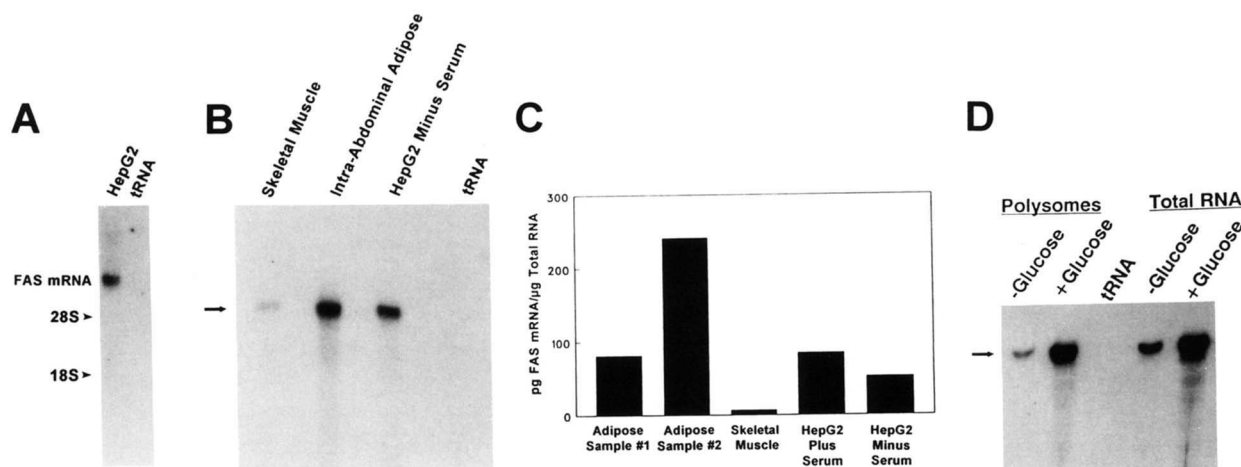 A
HepG2
tRNA
FAS mRNA
28S
18S
B
Skeletal Muscle
Intra-Abdominal Adipose
HepG2 Minus Serum
tRNA
C
pg FAS mRNA/µg Total RNA
300
200
100
0
Adipose
Sample #1
Adipose
Sample #2
Skeletal
Muscle
HepG2
Plus
Serum
HepG2
Minus
Serum
D
Polysomes
Total RNA
-Glucose
+Glucose
tRNA
-Glucose
+Glucose